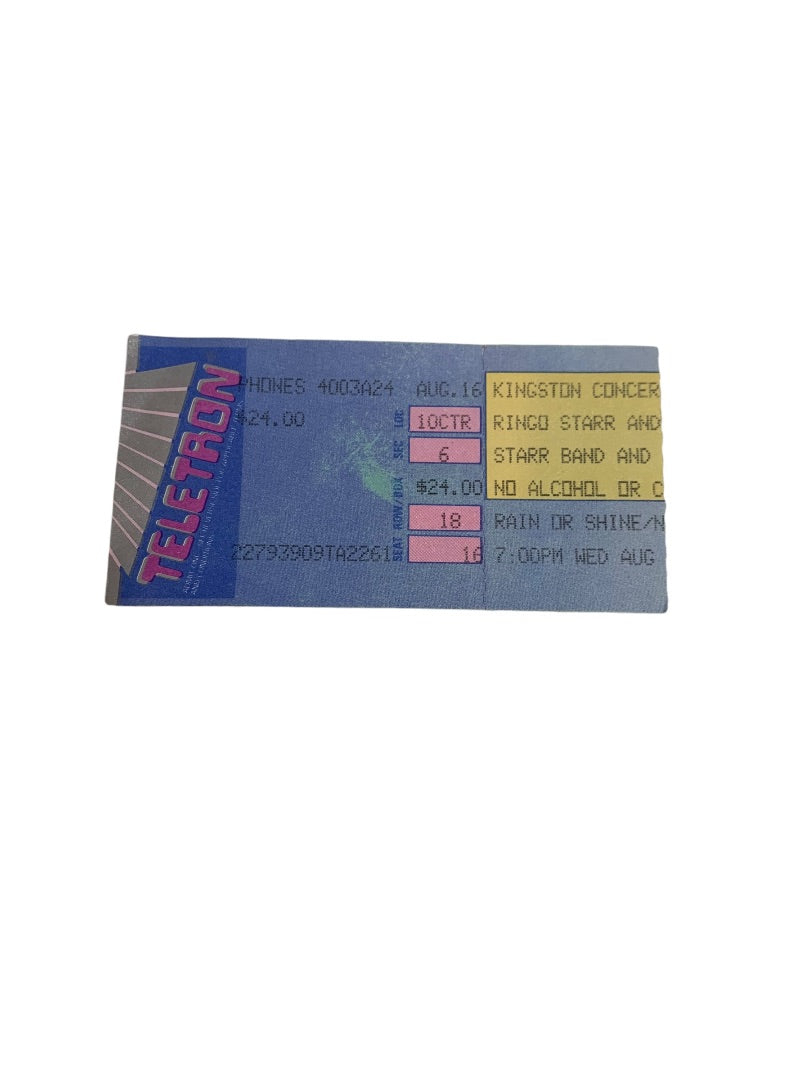 TELETRON
PHONES 4003A24
$24.00
22793909TA2261
AUG.16
LOC 10CTR
SEC 6
$24.00
ROW/BOX 18
SEAT 16
KINGSTON CONCER
RINGO STARR AND
STARR BAND AND
NO ALCOHOL OR C
RAIN OR SHINE/N
7:00PM WED AUG